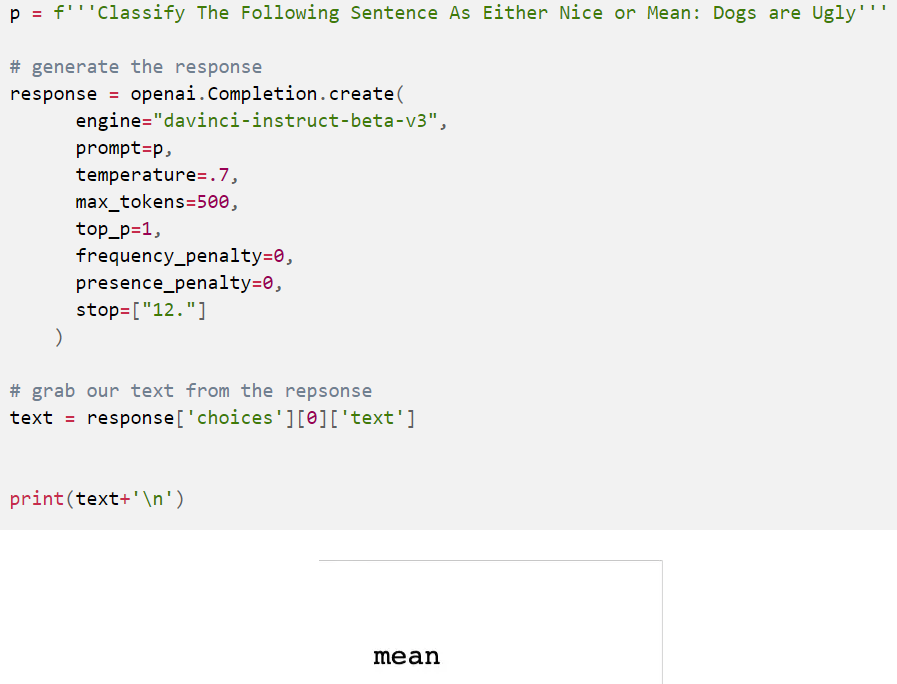 p = f'''Classify The Following Sentence As Either Nice or Mean: Dogs are Ugly'''
# generate the response
response = openai.Completion.create(
engine="davinci-instruct-beta-v3",
prompt=p,
temperature=.7,
max_tokens=500,
top_p=1,
frequency_penalty=0,
presence_penalty=0,
stop=["12."]
)
# grab our text from the repsonse
text = response['choices'][0]['text']
print(text+'\n')
mean